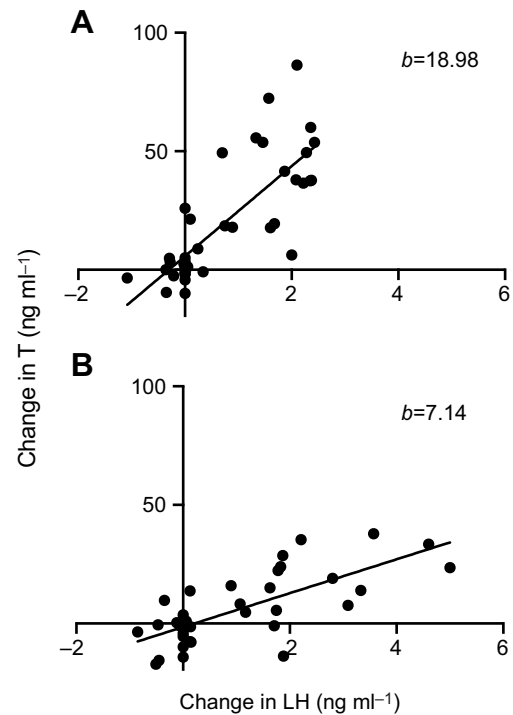 A
100
b=18.98
50
–2
2
4
6
Change in T (ng ml–1)
B
100
b=7.14
50
–2
2
4
6
Change in LH (ng ml–1)